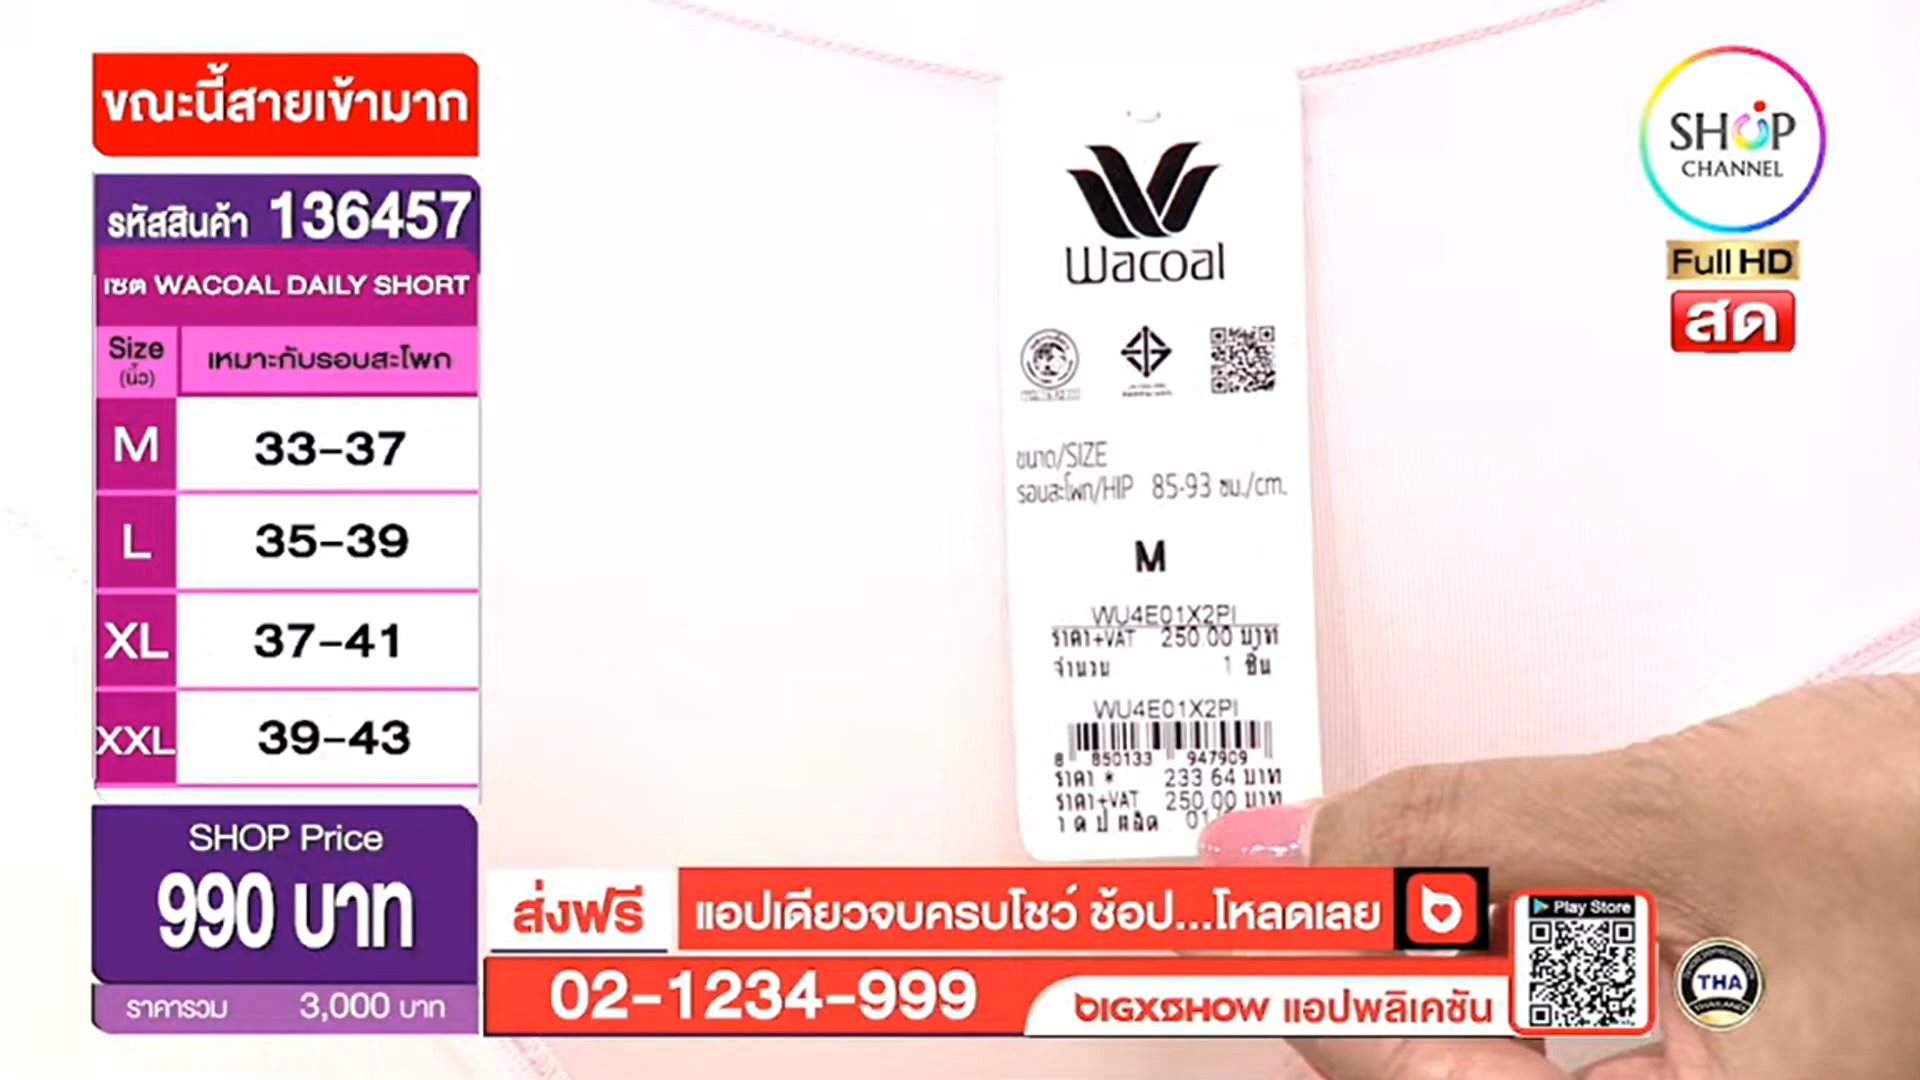 ขณะนี้สายเข้ามาก
รหัสสินค้า 136457
เซต WACOAL DAILY SHORT
Size (นิ้ว) เหมาะกับรอบสะโพก
M 33-37
L 35-39
XL 37-41
XXL 39-43
SHOP Price
990 บาท
ราคารวม 3,000 บาท
Wacoal
ขนาด/SIZE
รอบสะโพก/HIP 85-93 ซม./cm.
M
WU4E01X2PI
ราคา+VAT 250.00 บาท
จำนวน 1 ชิ้น
WU4E01X2PI
8 850133 947909
ราคา * 233.64 บาท
ราคา+VAT 250.00 บาท
ว ด ป ผลิต 01
SHOP
CHANNEL
Full HD
สด
ส่งฟรี
แอปเดียวจบครบโชว์ ช้อป...โหลดเลย
02-1234-999
BIGXSHOW แอปพลิเคชัน
Play Store
THA